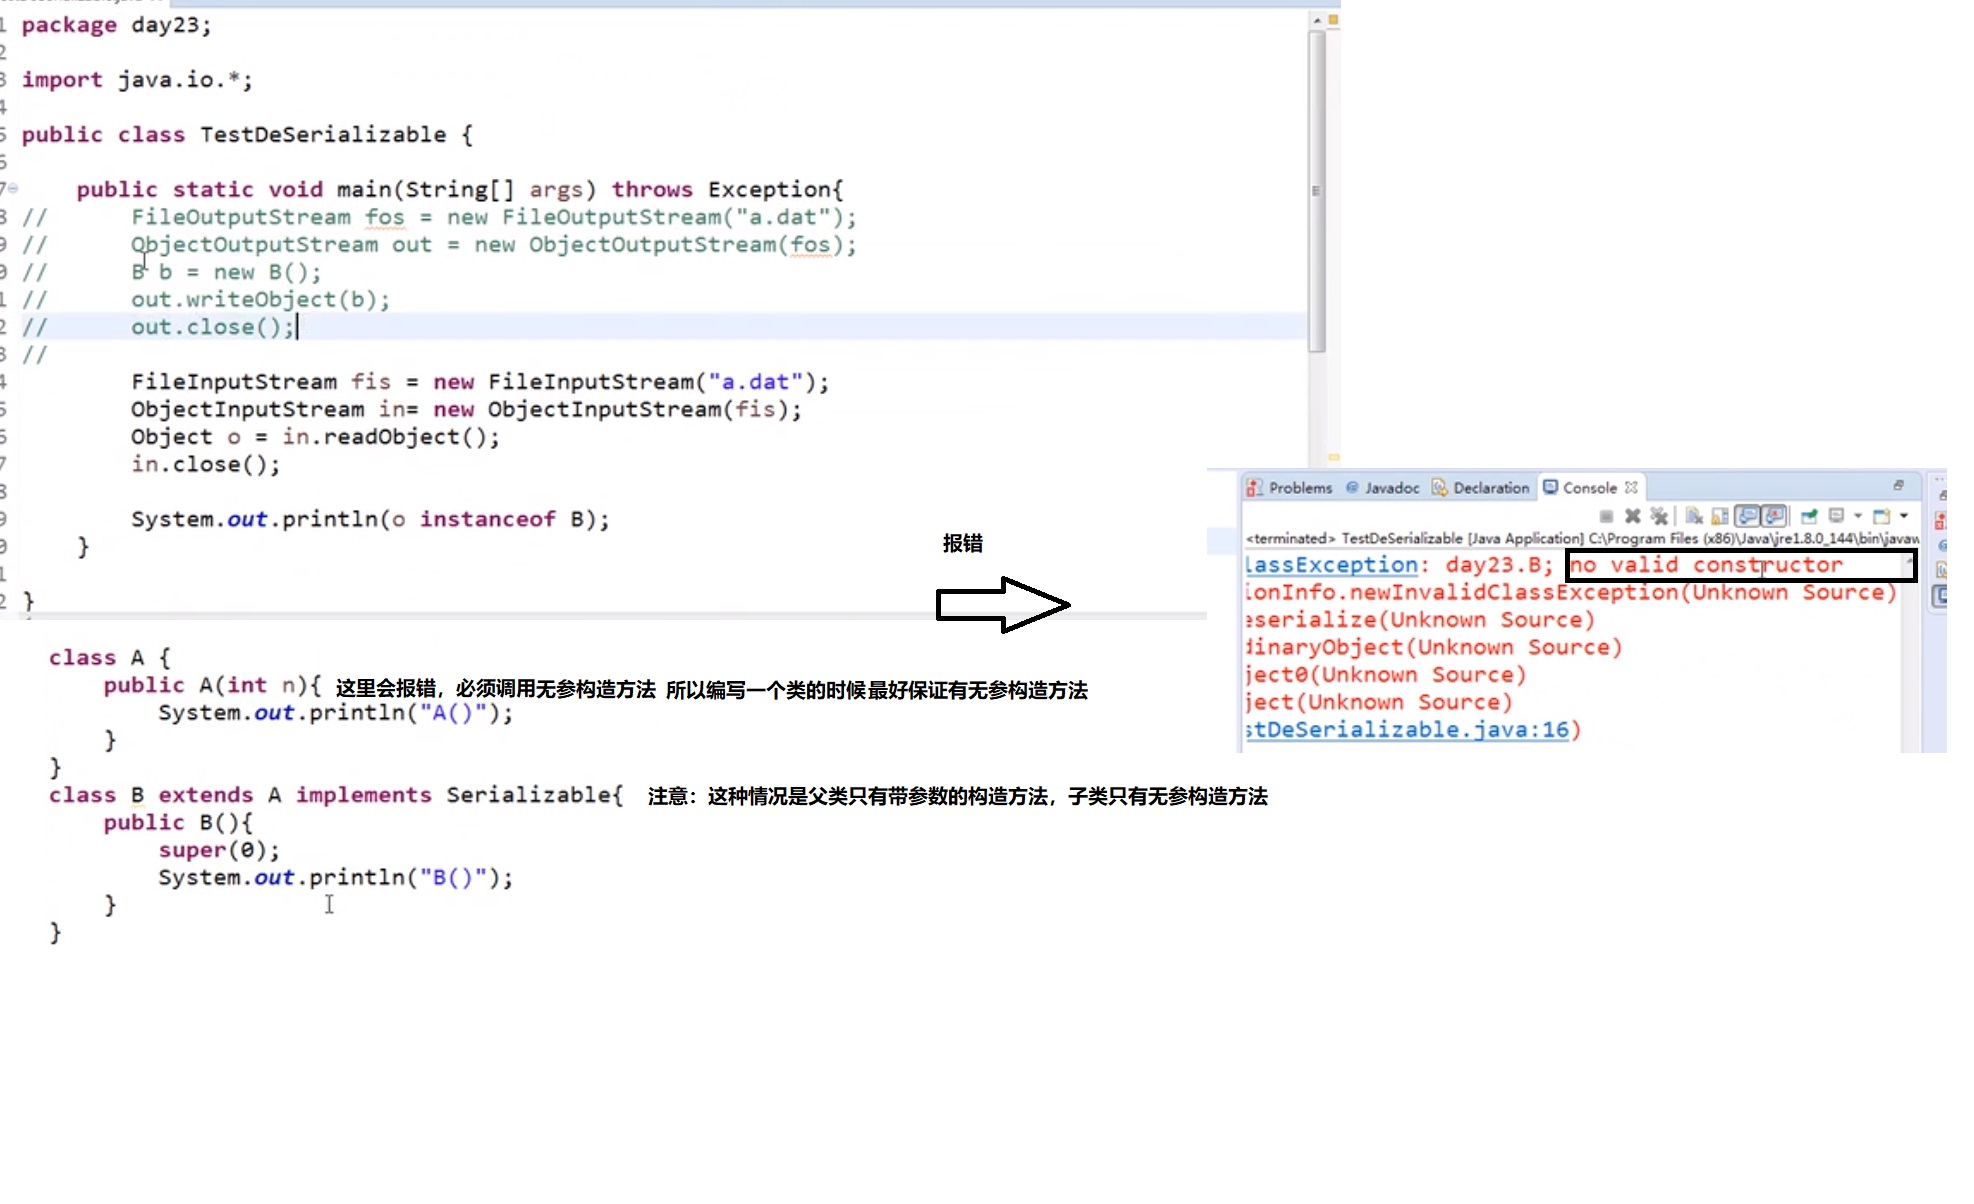 1 package day23;
2
3 import java.io.*;
4
5 public class TestDeSerializable {
6
7 public static void main(String[] args) throws Exception{
8 // FileOutputStream fos = new FileOutputStream("a.dat");
9 // ObjectOutputStream out = new ObjectOutputStream(fos);
0 // B b = new B();
1 // out.writeObject(b);
2 // out.close();
3 //
4 FileInputStream fis = new FileInputStream("a.dat");
5 ObjectInputStream in= new ObjectInputStream(fis);
6 Object o = in.readObject();
7 in.close();
8
9 System.out.println(o instanceof B);
0 }
1
2 }
报错
Problems Javadoc Declaration Console
<terminated> TestDeSerializable [Java Application] C:\Program Files (x86)\Java\jre1.8.0_144\bin\javaw
lassException: day23.B; no valid constructor
ionInfo.newInvalidClassException(Unknown Source)
eserialize(Unknown Source)
dinaryObject(Unknown Source)
ject0(Unknown Source)
ject(Unknown Source)
stDeSerializable.java:16)
class A {
public A(int n){ 这里会报错，必须调用无参构造方法 所以编写一个类的时候最好保证有无参构造方法
System.out.println("A()");
}
}
class B extends A implements Serializable{ 注意：这种情况是父类只有带参数的构造方法，子类只有无参构造方法
public B(){
super(0);
System.out.println("B()");
}
}